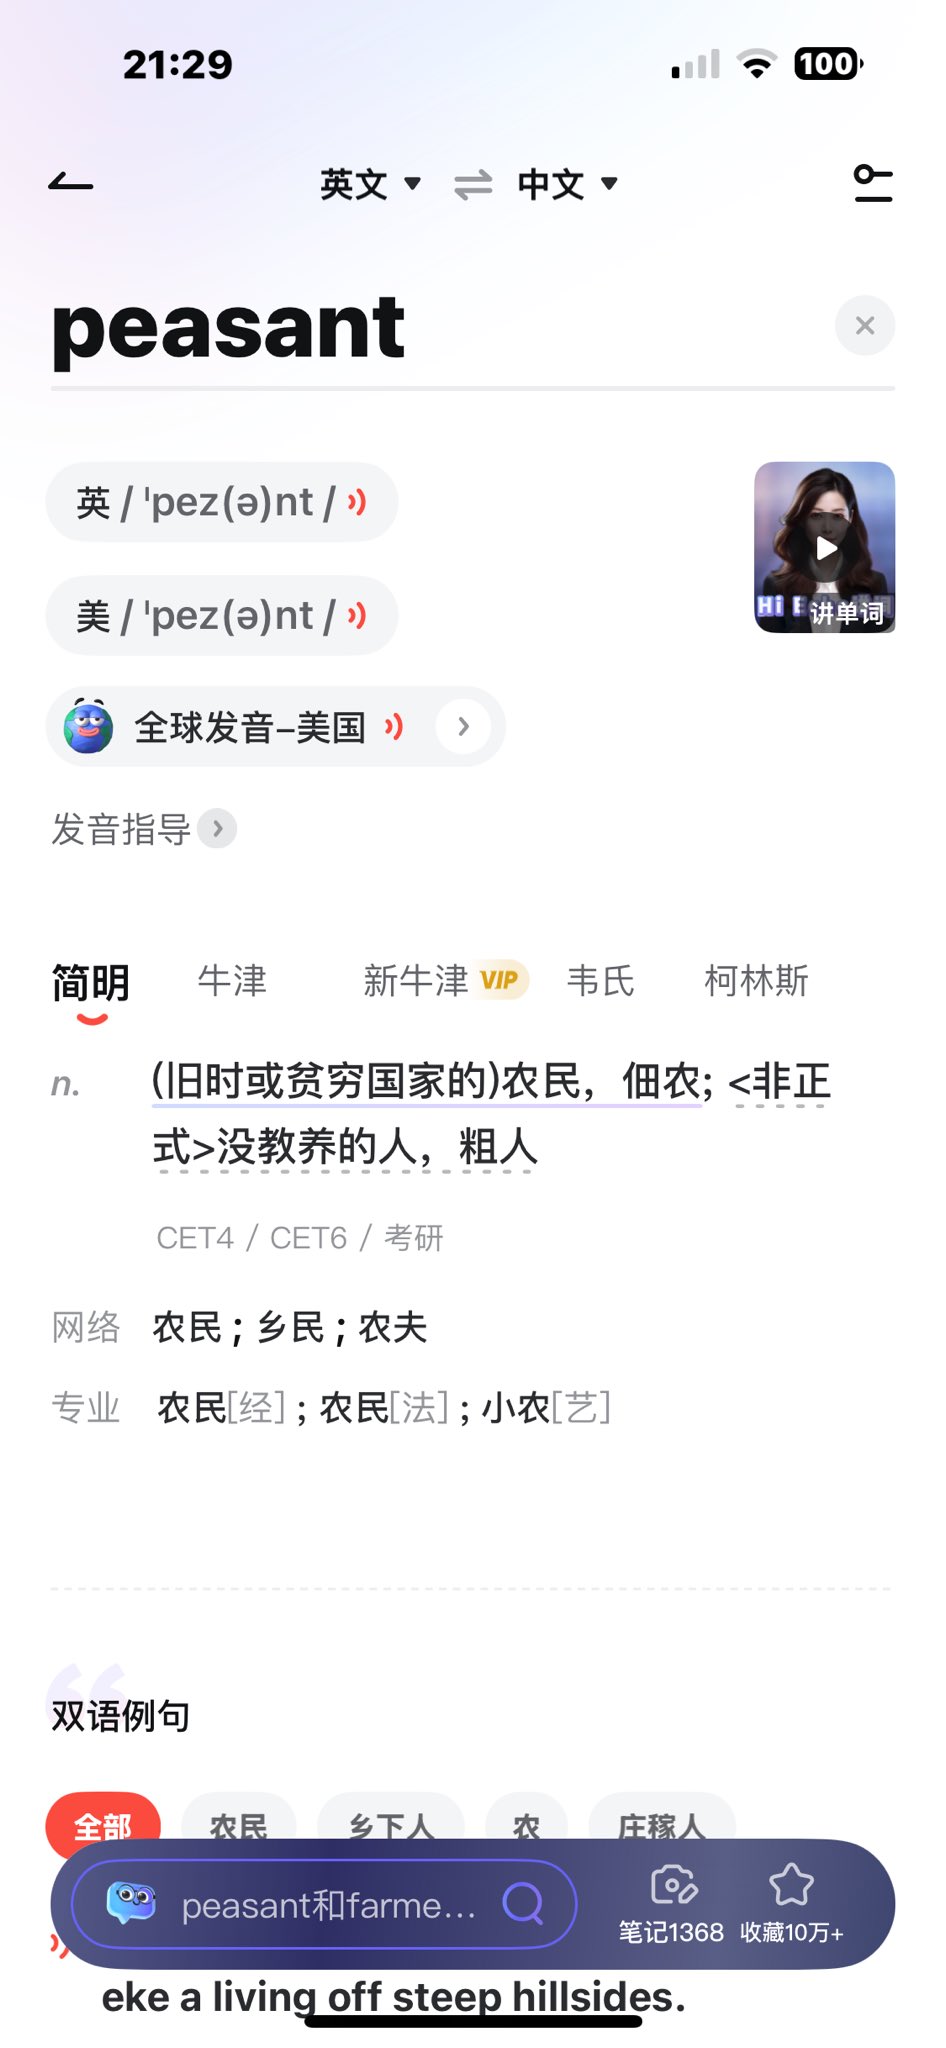 21:29
100
英文 中文
peasant
英 / ˈpez(ə)nt /
美 / ˈpez(ə)nt /
讲单词
全球发音–美国
发音指导
简明 牛津 新牛津 VIP 韦氏 柯林斯
n. (旧时或贫穷国家的)农民，佃农; <非正
式>没教养的人，粗人
CET4 / CET6 / 考研
网络 农民 ; 乡民 ; 农夫
专业 农民[经] ; 农民[法] ; 小农[艺]
双语例句
全部 农民 乡下人 农 庄稼人
peasant和farme...
笔记1368 收藏10万+
eke a living off steep hillsides.